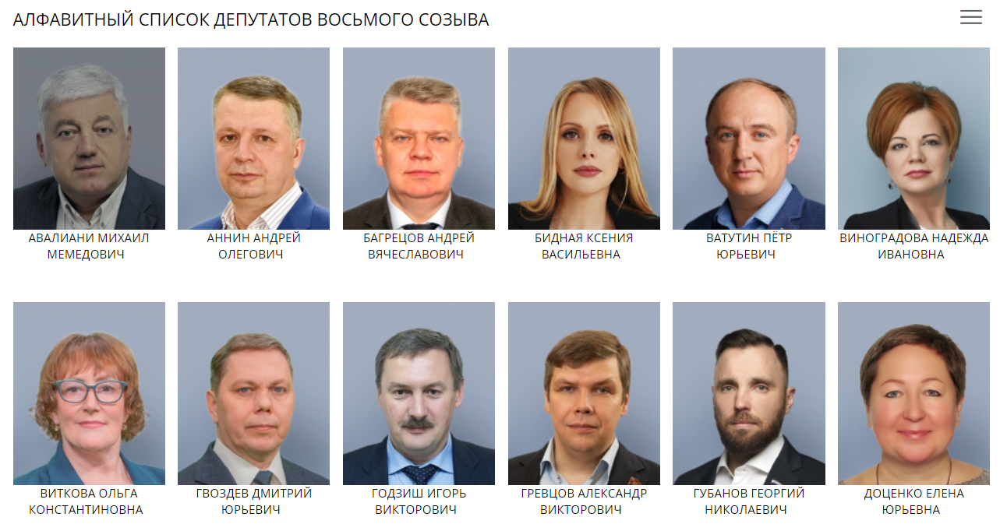 АЛФАВИТНЫЙ СПИСОК ДЕПУТАТОВ ВОСЬМОГО СОЗЫВА
АВАЛИАНИ МИХАИЛ
МЕМЕДОВИЧ
АННИН АНДРЕЙ
ОЛЕГОВИЧ
БАГРЕЦОВ АНДРЕЙ
ВЯЧЕСЛАВОВИЧ
БИДНАЯ КСЕНИЯ
ВАСИЛЬЕВНА
ВАТУТИН ПЁТР
ЮРЬЕВИЧ
ВИНОГРАДОВА НАДЕЖДА
ИВАНОВНА
ВИТКОВА ОЛЬГА
КОНСТАНТИНОВНА
ГВОЗДЕВ ДМИТРИЙ
ЮРЬЕВИЧ
ГОДЗИШ ИГОРЬ
ВИКТОРОВИЧ
ГРЕВЦОВ АЛЕКСАНДР
ВИКТОРОВИЧ
ГУБАНОВ ГЕОРГИЙ
НИКОЛАЕВИЧ
ДОЦЕНКО ЕЛЕНА
ЮРЬЕВНА